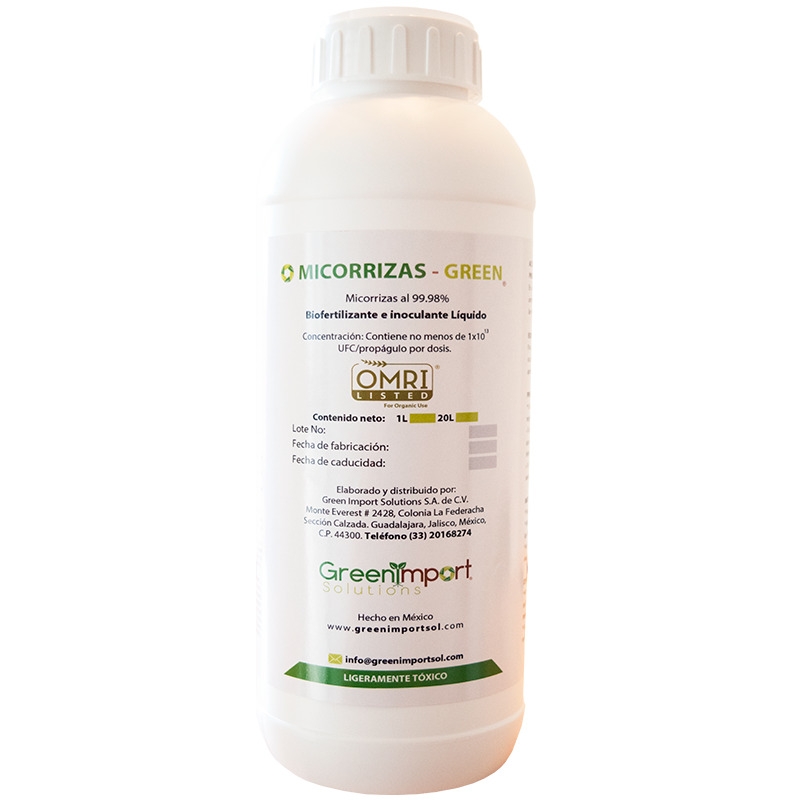 MICORRIZAS - GREEN®
Micorrizas al 99.98%
Biofertilizante e inoculante Líquido
Concentración: Contiene no menos de 1x10¹³
UFC/propágulo por dosis.
OMRI®
LISTED
For Organic Use
Contenido neto: 1L 20L
Lote No:
Fecha de fabricación:
Fecha de caducidad:
Elaborado y distribuido por:
Green Import Solutions S.A. de C.V.
Monte Everest # 2428, Colonia La Federacha
Sección Calzada. Guadalajara, Jalisco, México,
C.P. 44300. Teléfono (33) 20168274
GreenImport®
Solutions
Hecho en México
www.greenimportsol.com
info@greenimportsol.com
LIGERAMENTE TÓXICO